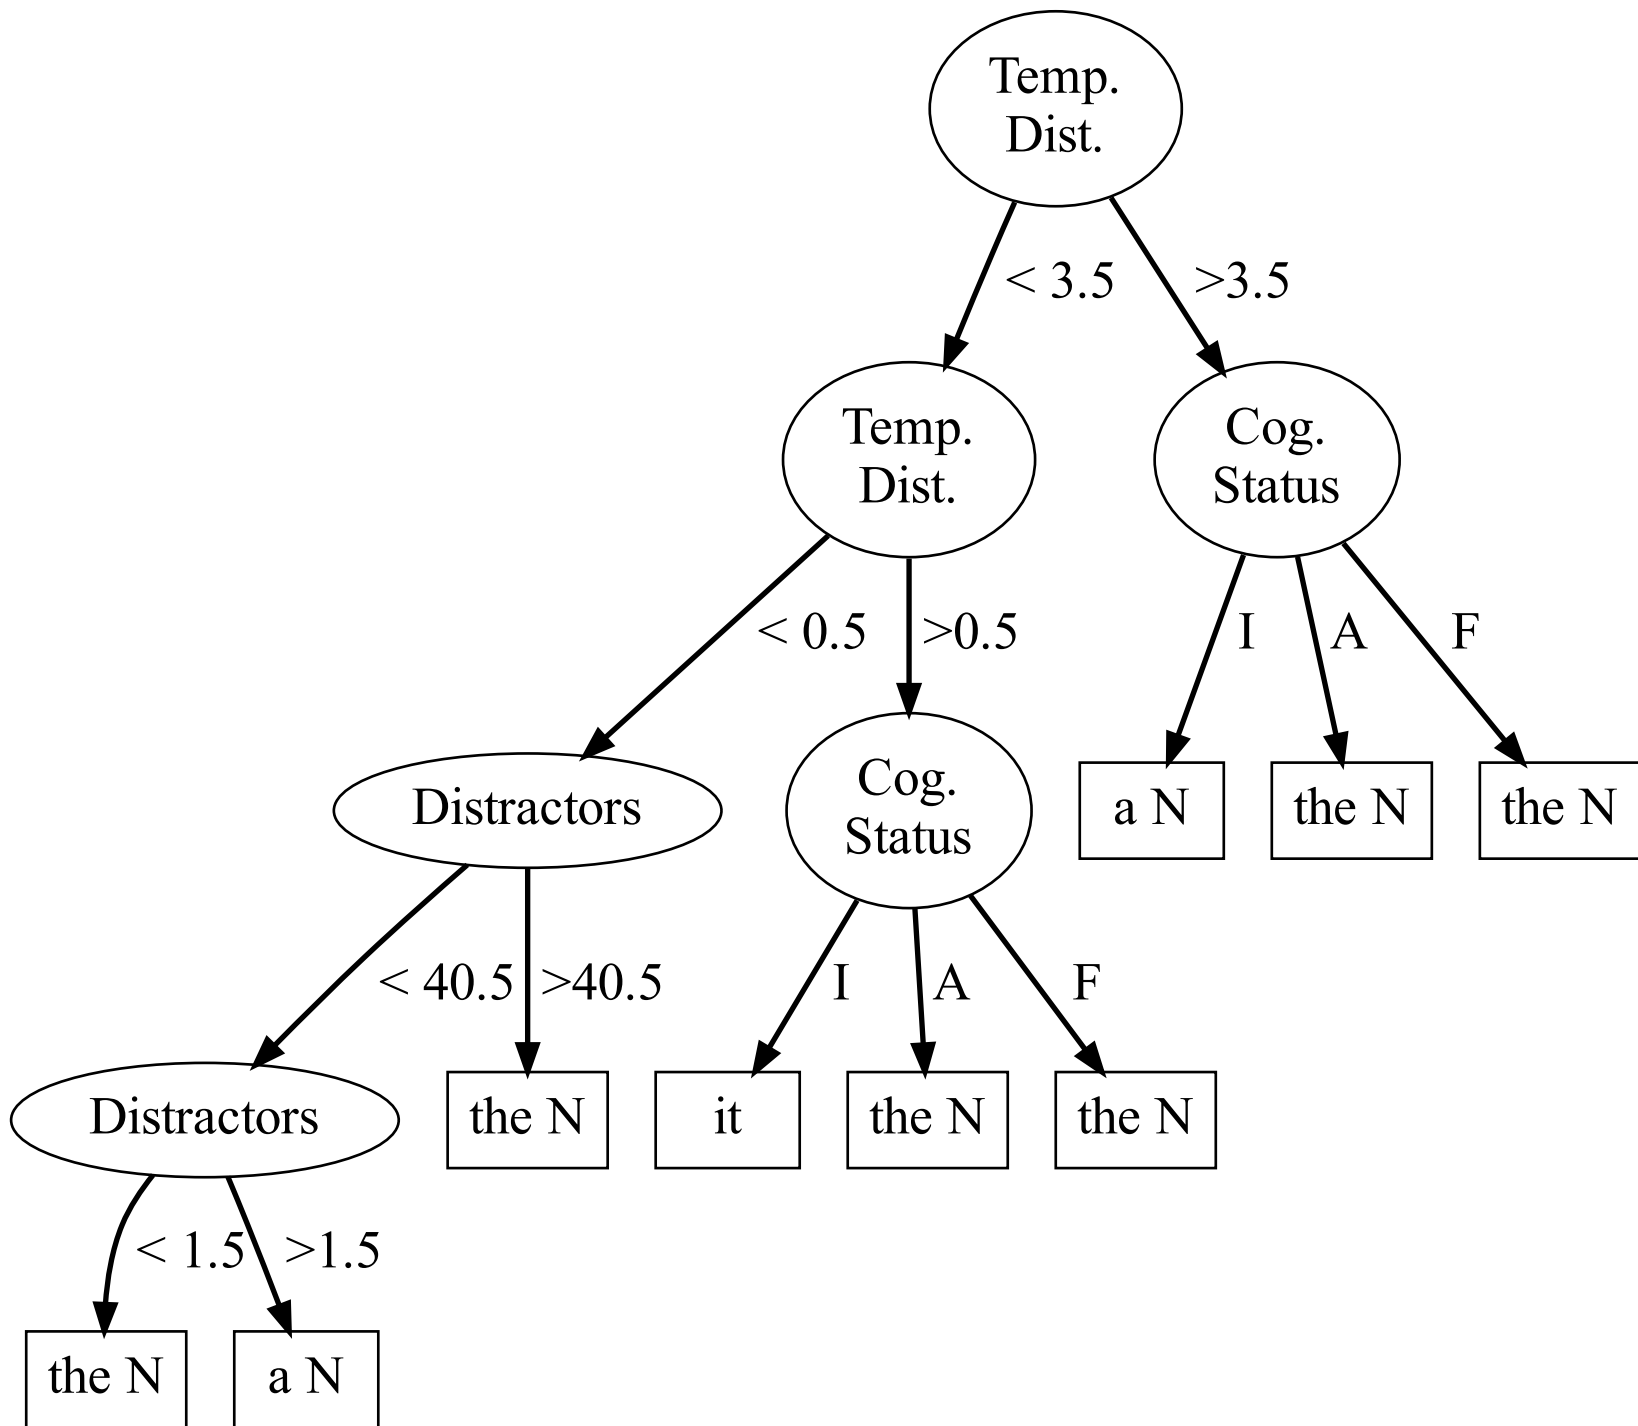 Temp.
Dist.
< 3.5
>3.5
Temp.
Dist.
Cog.
Status
< 0.5
>0.5
I
A
F
Distractors
Cog.
Status
a N
the N
the N
< 40.5
>40.5
I
A
F
Distractors
the N
it
the N
the N
< 1.5
>1.5
the N
a N